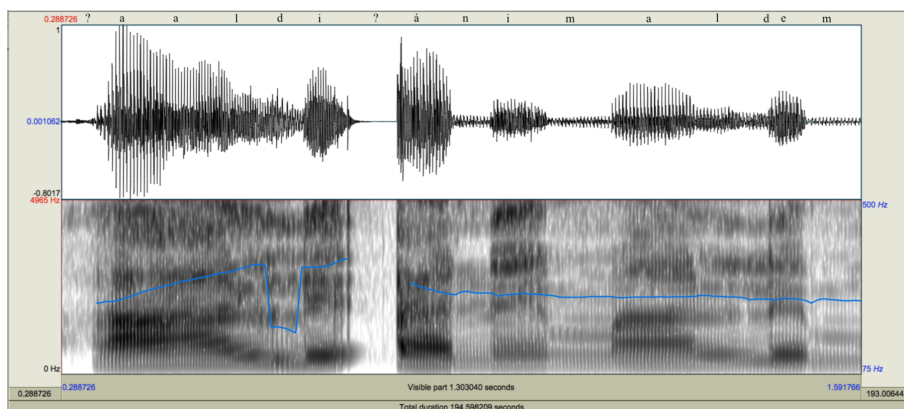 0.288726 ? a a l d i ? á n i m a l d e m
1
0.001062
-0.8017
4965 Hz 500 Hz
0 Hz 75 Hz
0.288726 0.288726 Visible part 1.303040 seconds 1.591766 193.00644
Total duration 194.598209 seconds